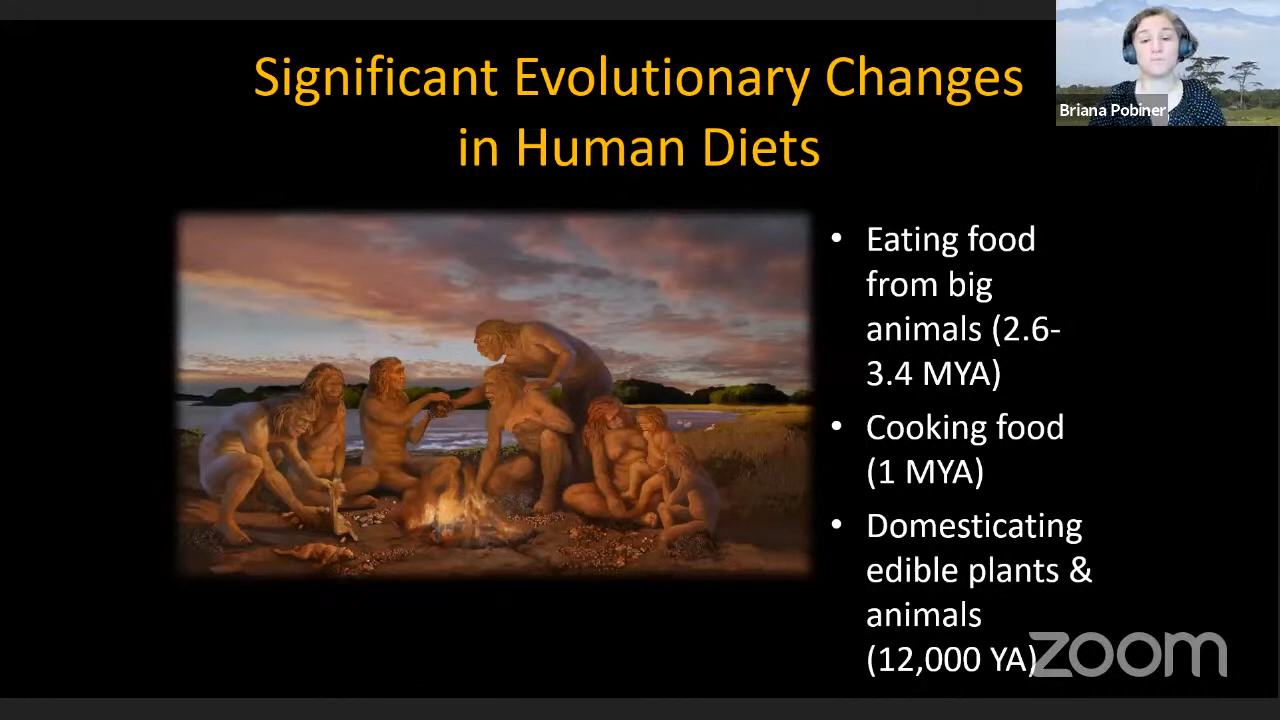 Significant Evolutionary Changes
in Human Diets
Briana Pobiner
• Eating food
from big
animals (2.6-
3.4 MYA)
• Cooking food
(1 MYA)
• Domesticating
edible plants &
animals
(12,000 YA)
zoom